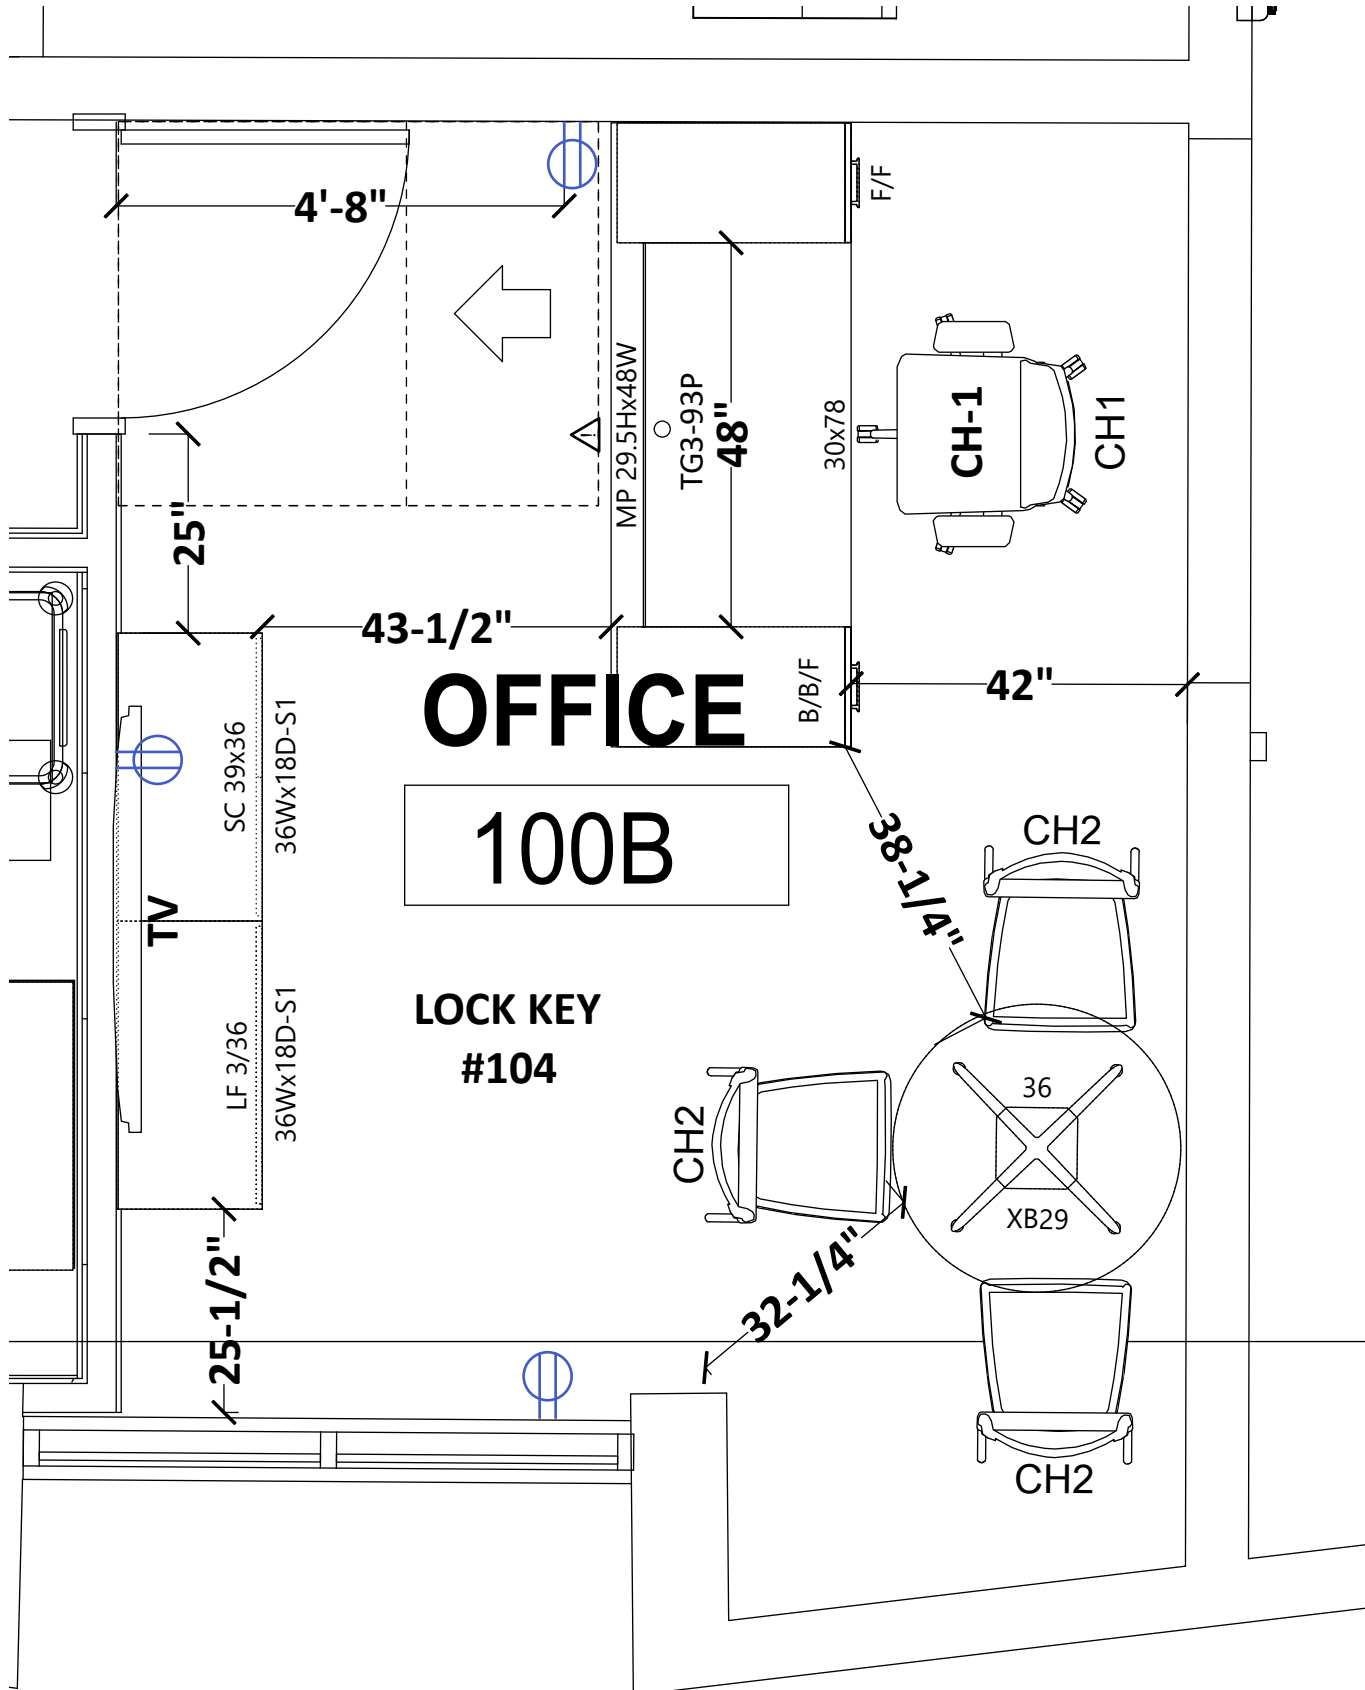 4'-8"
F/F
MP 29.5Hx48W
TG3-93P
48"
30x78
CH-1
CH1
25"
43-1/2"
OFFICE
B/B/F
42"
SC 39x36
36Wx18D-S1
100B
38-1/4"
CH2
TV
LOCK KEY
#104
LF 3/36
36Wx18D-S1
CH2
36
XB29
25-1/2"
32-1/4"
CH2